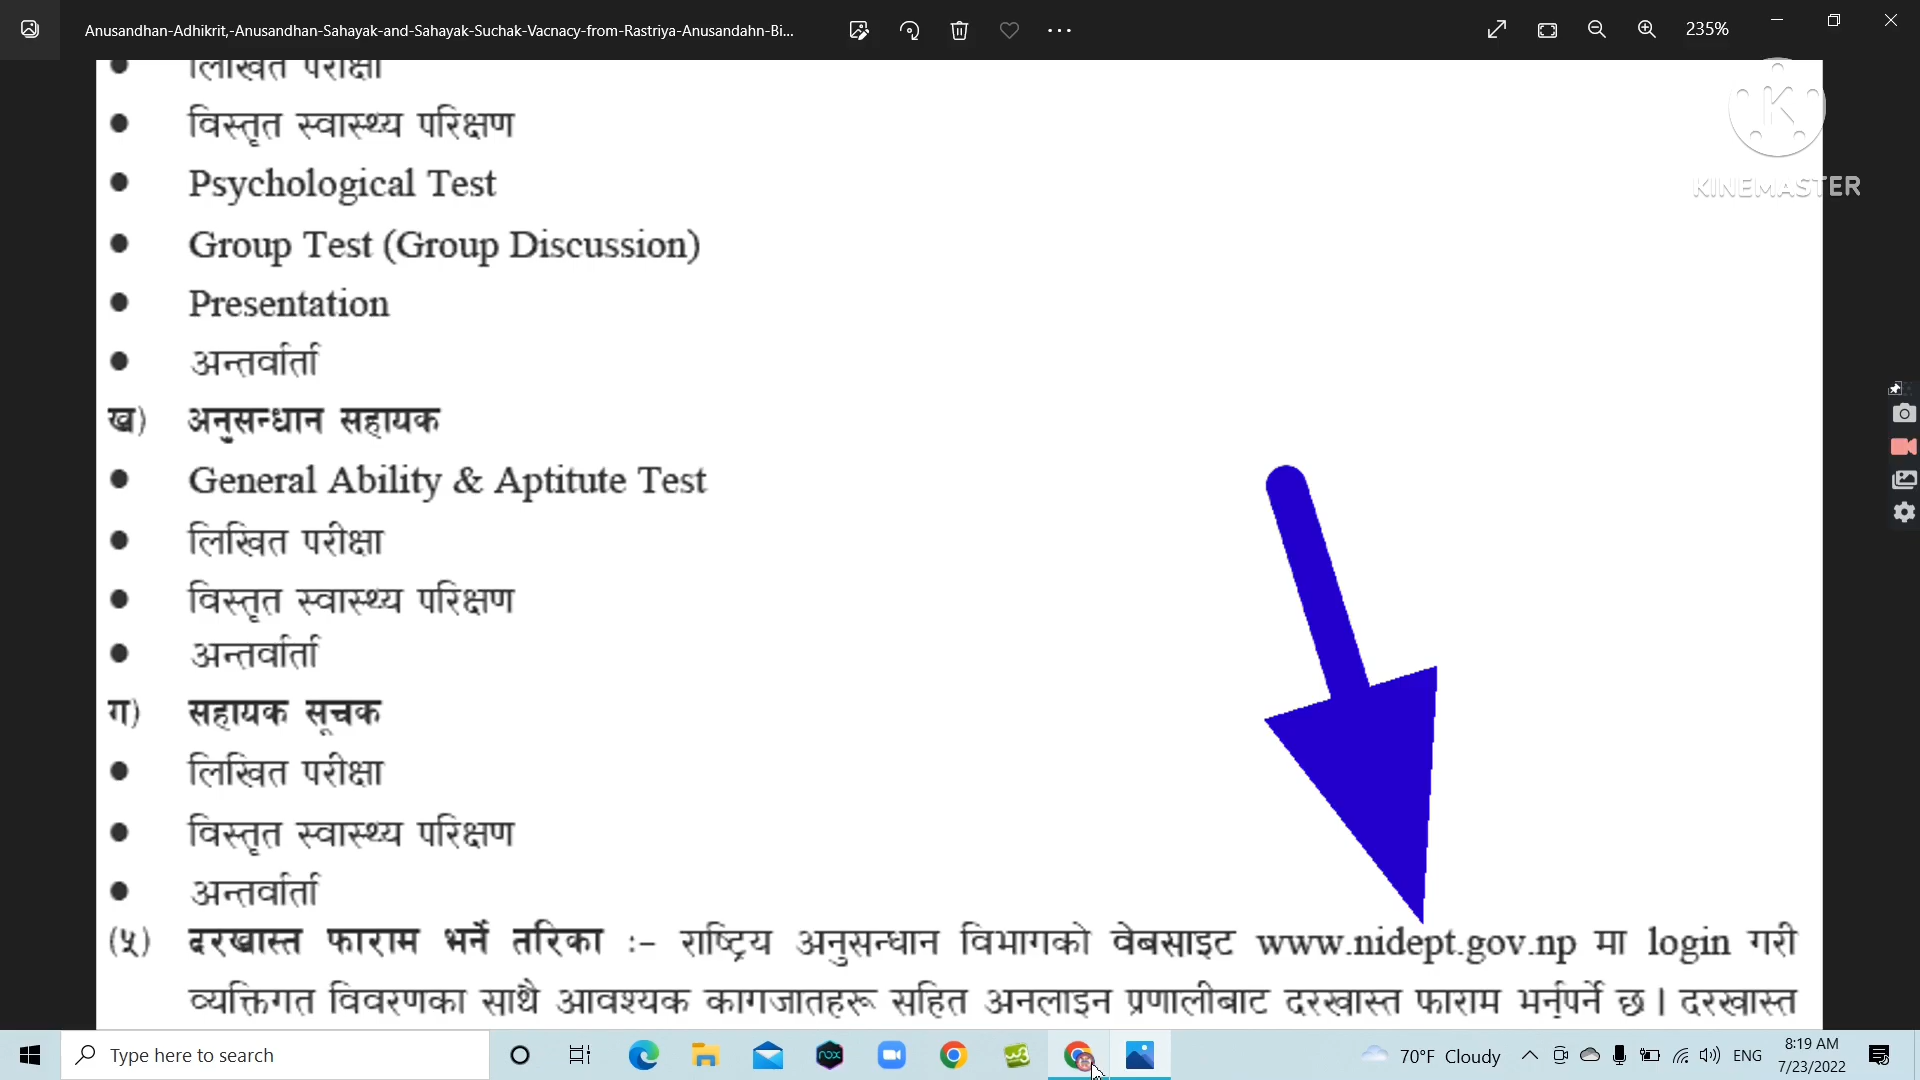 Anusandhan-Adhikrit,-Anusandhan-Sahayak-and-Sahayak-Suchak-Vacnacy-from-Rastriya-Anusandahn-Bi...
235%
लिखित परीक्षा
विस्तृत स्वास्थ्य परिक्षण
Psychological Test
Group Test (Group Discussion)
Presentation
अन्तर्वार्ता
ख) अनुसन्धान सहायक
General Ability & Aptitute Test
लिखित परीक्षा
विस्तृत स्वास्थ्य परिक्षण
अन्तर्वार्ता
ग) सहायक सूचक
लिखित परीक्षा
विस्तृत स्वास्थ्य परिक्षण
अन्तर्वार्ता
(५) दरखास्त फाराम भर्ने तरिका :– राष्ट्रिय अनुसन्धान विभागको वेबसाइट www.nidept.gov.np मा login गरी
व्यक्तिगत विवरणका साथै आवश्यक कागजातहरू सहित अनलाइन प्रणालीबाट दरखास्त फाराम भर्नुपर्ने छ। दरखास्त
K
KINEMASTER
Type here to search
nox
w3
70°F Cloudy
ENG
8:19 AM
7/23/2022